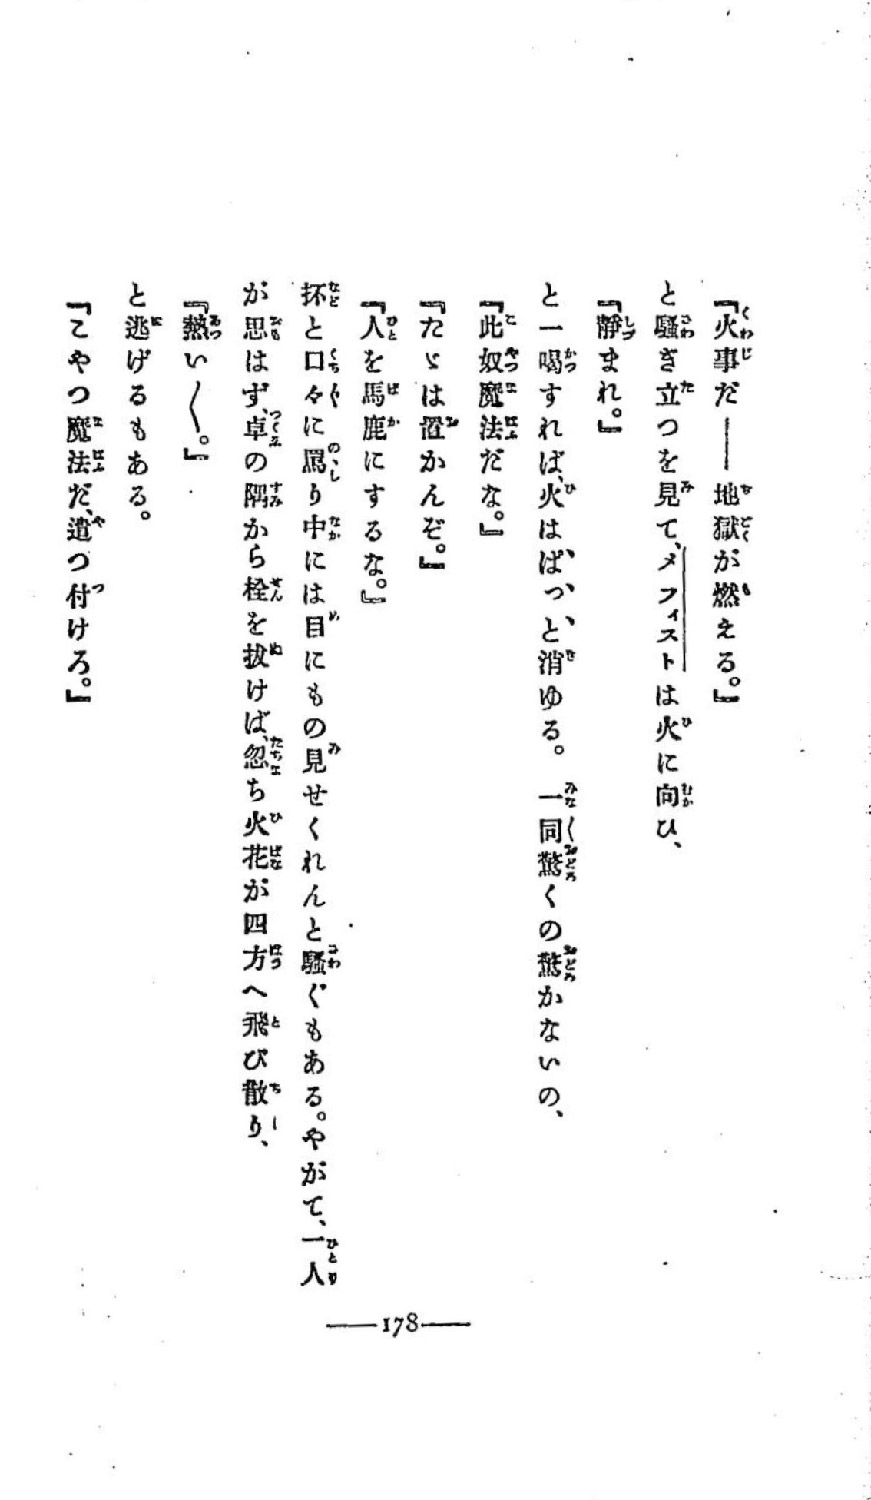 『火事だ――地獄が燃える。』
と騷ぎ立つを見て、メフィストは火に向ひ、
『靜まれ。』
と一喝すれば、火はぱつと消ゆる。一同驚くの驚かないの、
『此奴魔法だな。』
『たゞは置かんぞ。』
『人を馬鹿にするな。』
抔と口々に罵り中には目にもの見せくれんと騷ぐもある。やがて、一人
が思はず、卓の隅から栓を拔けば、忽ち火花が四方へ飛び散り、
『熱い〱。』
と逃げるもある。
『こやつ魔法だ、遣つ付けろ。』
178